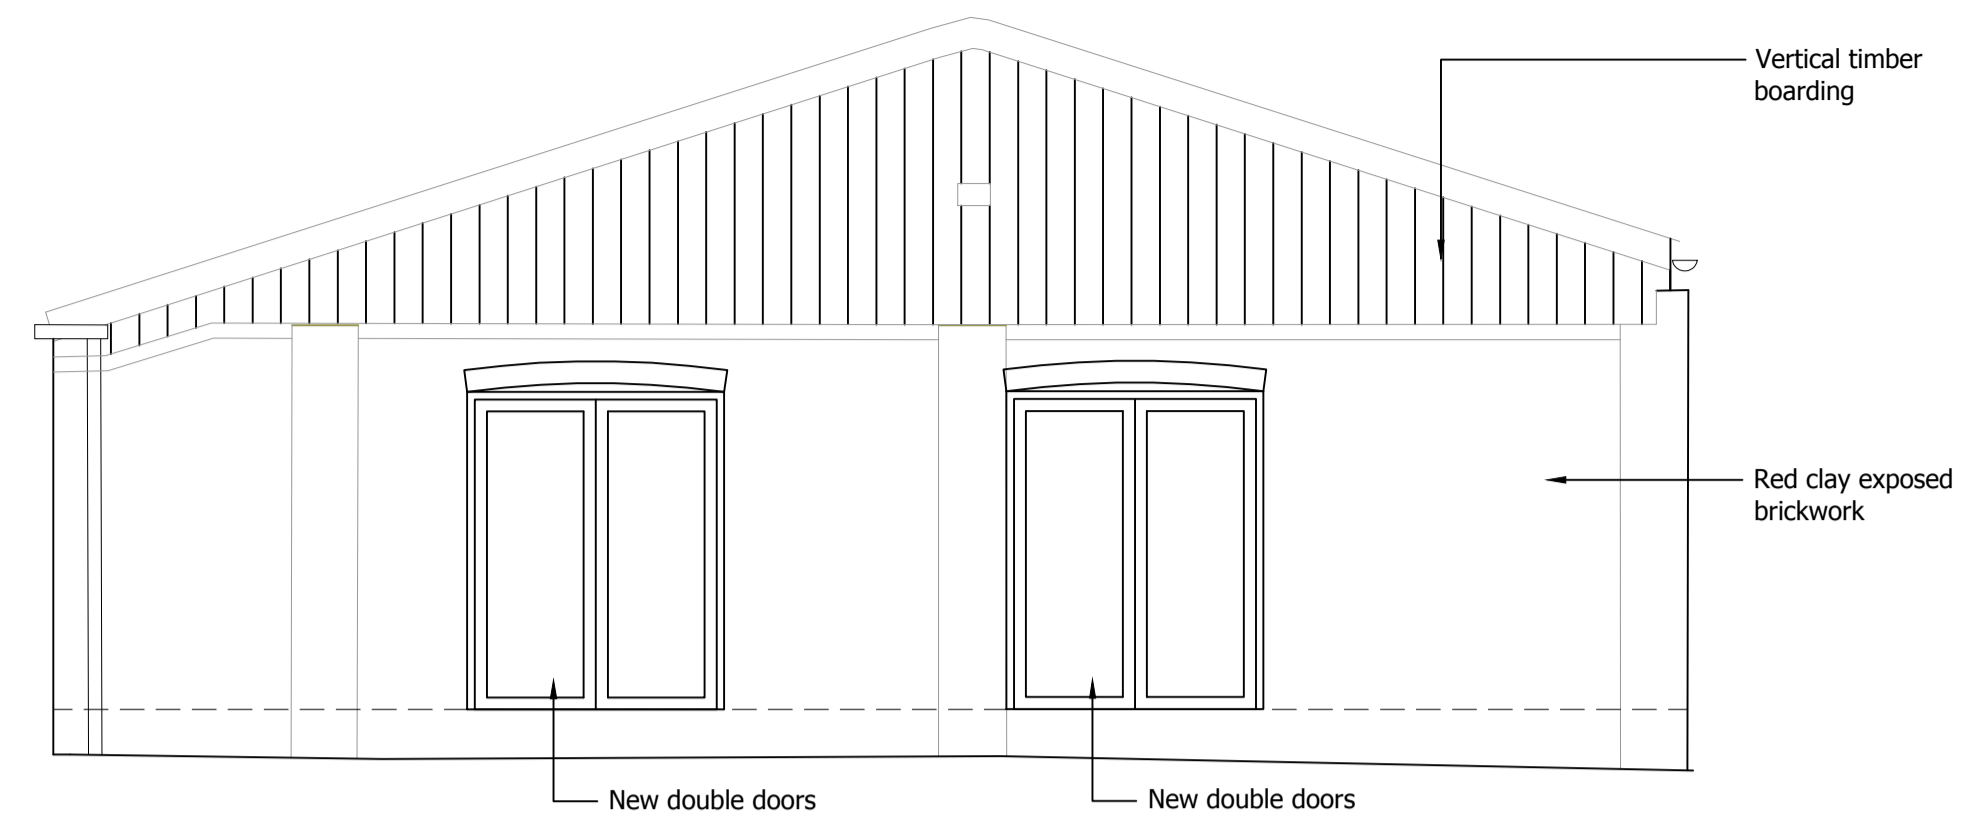 Vertical timber
boarding
Red clay exposed
brickwork
New double doors
New double doors